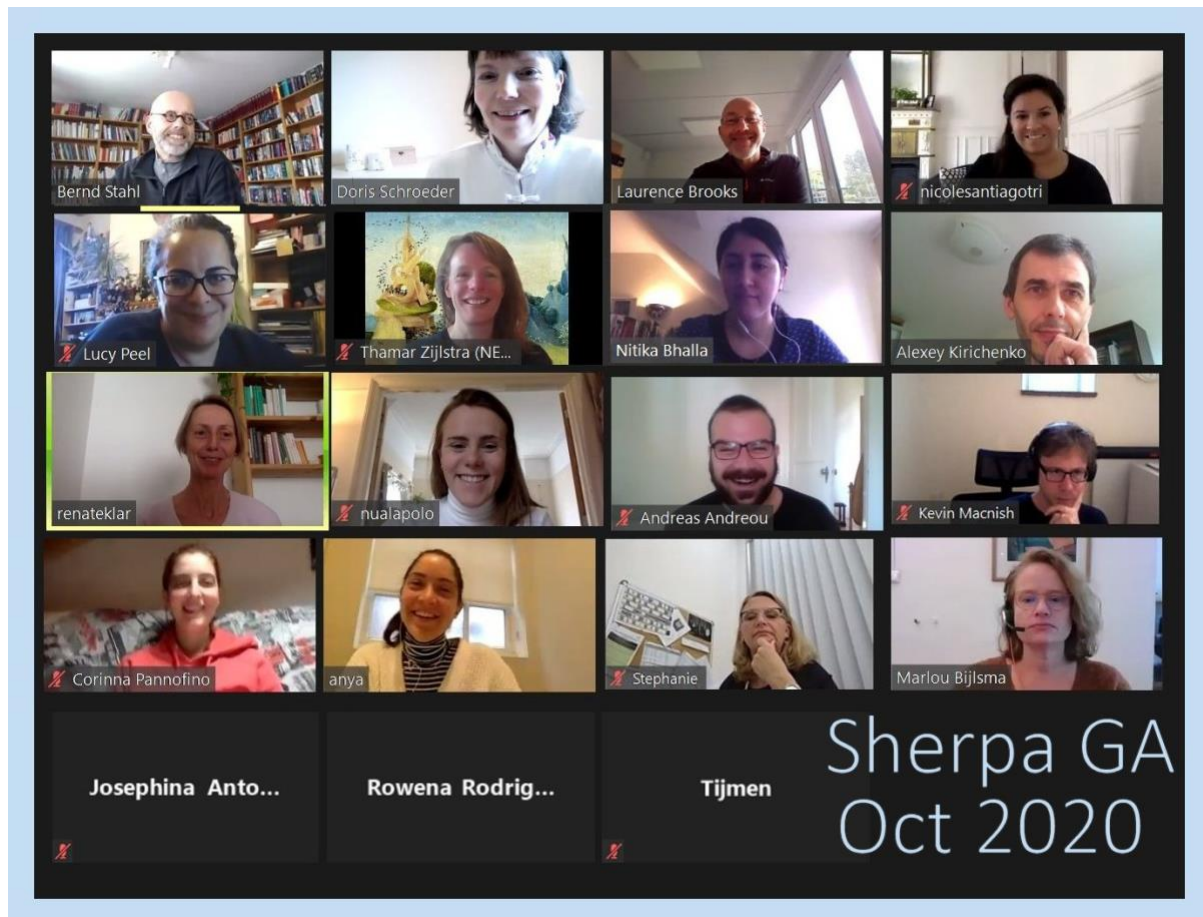 Bernd Stahl
Doris Schroeder
Laurence Brooks
nicolesantiagotri
Lucy Peel
Thamar Zijlstra (NE...
Nitika Bhalla
Alexey Kirichenko
renateklar
nualapolo
Andreas Andreou
Kevin Macnish
Corinna Pannofino
anya
Stephanie
Marlou Bijlsma
Josephina Anto...
Rowena Rodrig...
Tijmen
Sherpa GA
Oct 2020